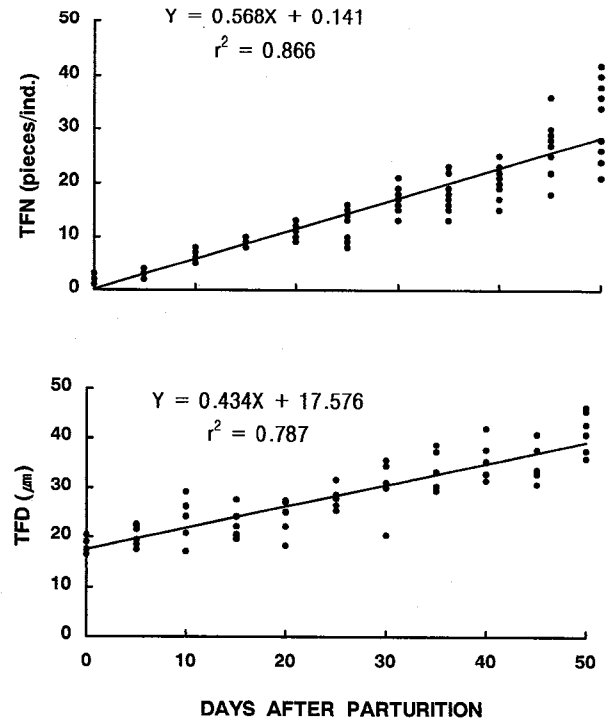 Y = 0.568X + 0.141
r² = 0.866
50
40
30
20
10
0
TFN (pieces/ind.)
Y = 0.434X + 17.576
r² = 0.787
50
40
30
20
10
0
TFD (㎛)
0 10 20 30 40 50
DAYS AFTER PARTURITION